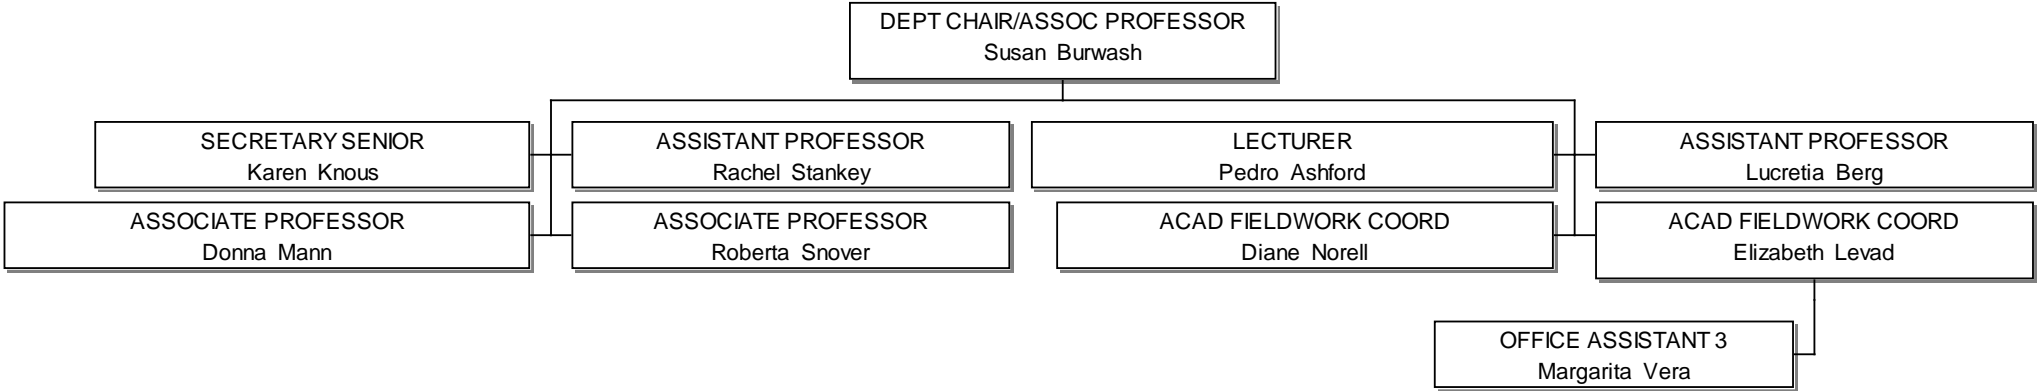 DEPT CHAIR/ASSOC PROFESSOR
Susan Burwash
SECRETARY SENIOR
Karen Knous
ASSISTANT PROFESSOR
Rachel Stankey
LECTURER
Pedro Ashford
ASSISTANT PROFESSOR
Lucretia Berg
ASSOCIATE PROFESSOR
Donna Mann
ASSOCIATE PROFESSOR
Roberta Snover
ACAD FIELDWORK COORD
Diane Norell
ACAD FIELDWORK COORD
Elizabeth Levad
OFFICE ASSISTANT 3
Margarita Vera